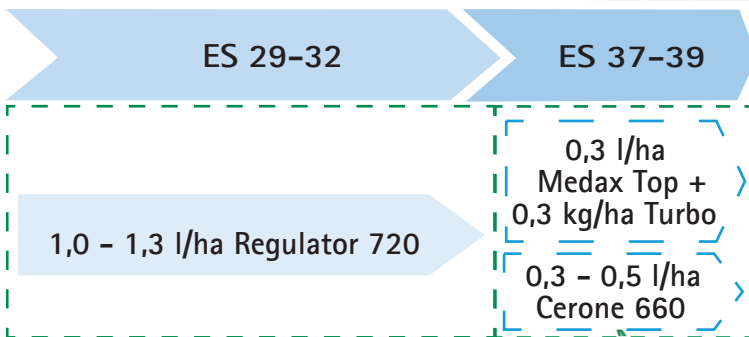 ES 29–32
ES 37–39
1,0 – 1,3 l/ha Regulator 720
0,3 l/ha
Medax Top +
0,3 kg/ha Turbo
0,3 – 0,5 l/ha
Cerone 660